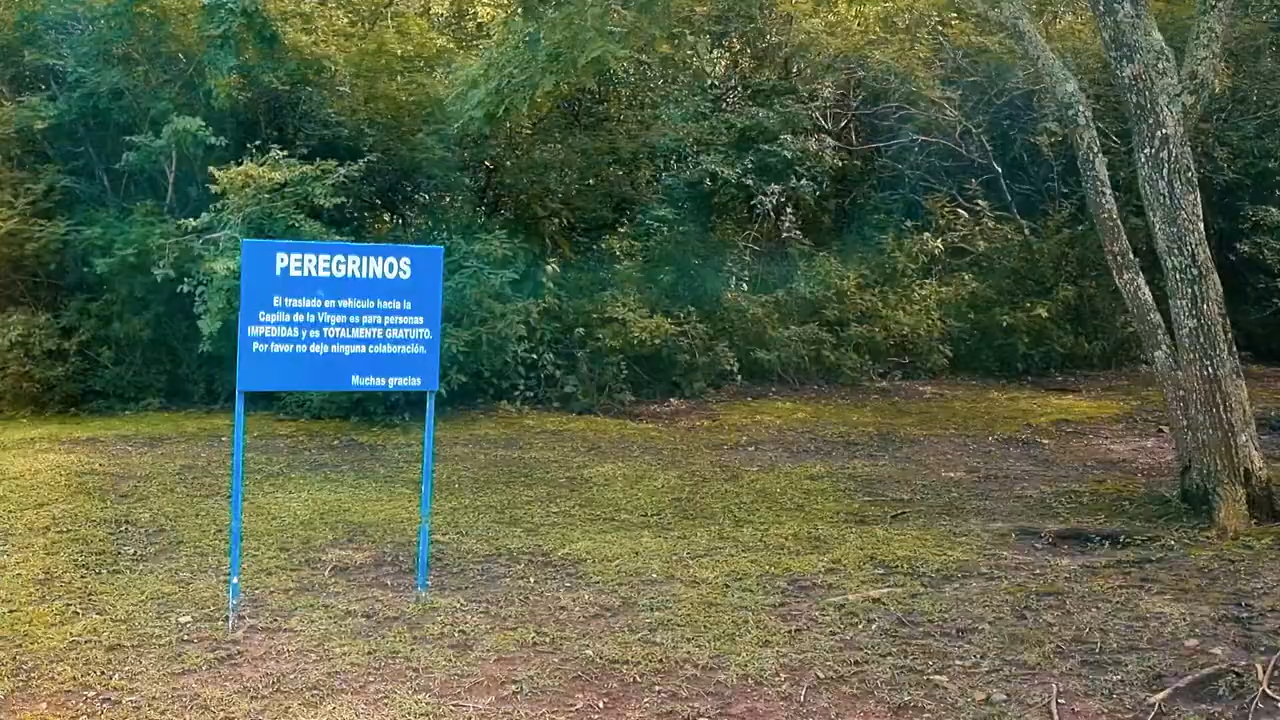 PEREGRINOS
El traslado en vehículo hacia la
Capilla de la Virgen es para personas
IMPEDIDAS y es TOTALMENTE GRATUITO.
Por favor no deje ninguna colaboración.
Muchas gracias